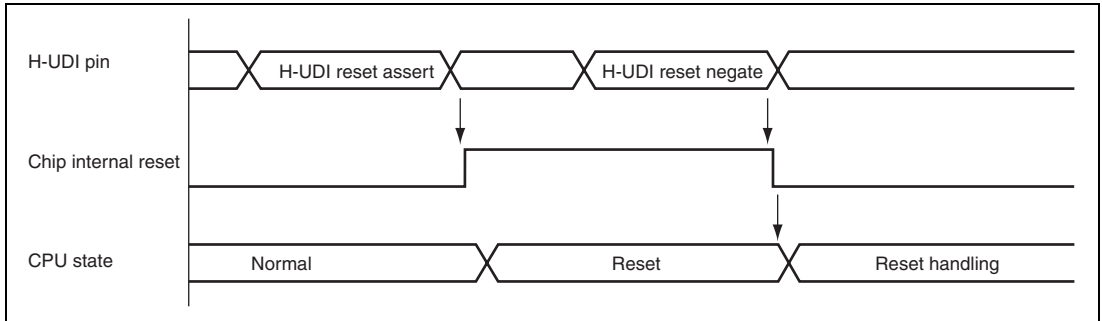 H-UDI pin
H-UDI reset assert
H-UDI reset negate
Chip internal reset
CPU state
Normal
Reset
Reset handling